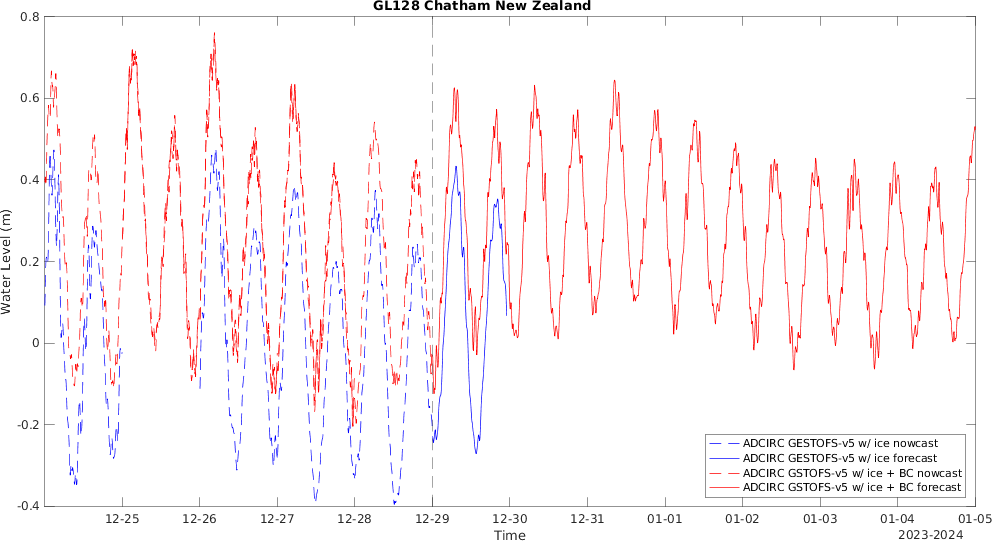 GL128 Chatham New Zealand
Water Level (m)
0.8
0.6
0.4
0.2
0
-0.2
-0.4
ADCIRC GESTOFS-v5 w/ ice nowcast
ADCIRC GESTOFS-v5 w/ ice forecast
ADCIRC GSTOFS-v5 w/ ice + BC nowcast
ADCIRC GSTOFS-v5 w/ ice + BC forecast
12-25 12-26 12-27 12-28 12-29 12-30 12-31 01-01 01-02 01-03 01-04 01-05
Time
2023-2024